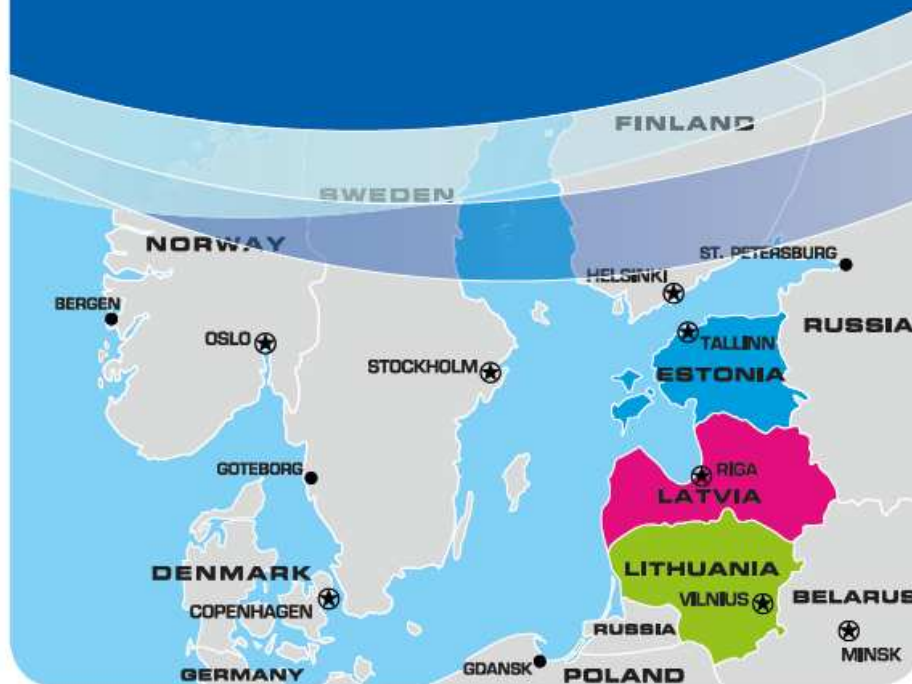 FINLAND
SWEDEN
NORWAY
ST. PETERSBURG
HELSINKI
BERGEN
RUSSIA
OSLO
TALLINN
STOCKHOLM
ESTONIA
GOTEBORG
RIGA
LATVIA
DENMARK
LITHUANIA
COPENHAGEN
VILNIUS
BELARUS
RUSSIA
MINSK
GERMANY
GDANSK
POLAND